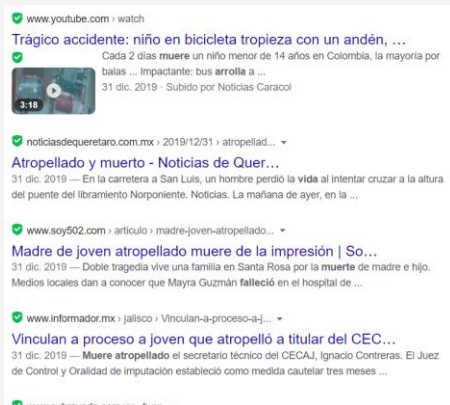 www.youtube.com › watch
Trágico accidente: niño en bicicleta tropieza con un andén, ...
Cada 2 días muere un niño menor de 14 años en Colombia, la mayoría por
balas ... Impactante: bus arrolla a ...
31 dic. 2019 · Subido por Noticias Caracol
3:18
noticiasdequeretaro.com.mx › 2019/12/31 › atropellad...
Atropellado y muerto - Noticias de Quer...
31 dic. 2019 — En la carretera a San Luis, un hombre perdió la vida al intentar cruzar a la altura
del puente del libramiento Norponiente. Noticias. La mañana de ayer, en la ...
www.soy502.com › articulo › madre-joven-atropellado...
Madre de joven atropellado muere de la impresión | So...
31 dic. 2019 — Doble tragedia vive una familia en Santa Rosa por la muerte de madre e hijo.
Medios locales dan a conocer que Mayra Guzmán falleció en el hospital de ...
www.informador.mx › jalisco › Vinculan-a-proceso-a-j...
Vinculan a proceso a joven que atropelló a titular del CEC...
31 dic. 2019 — Muere atropellado el secretario técnico del CECAJ, Ignacio Contreras. El Juez
de Control y Oralidad de imputación estableció como medida cautelar tres meses ...